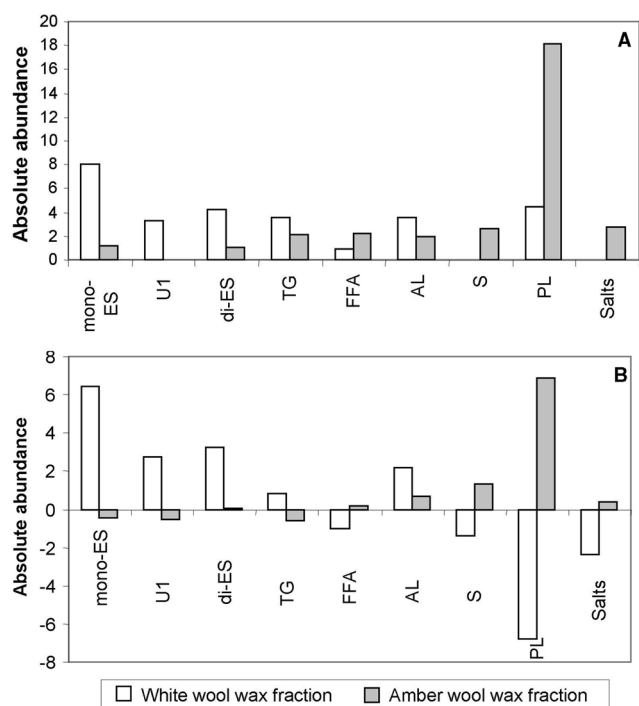 A
Absolute abundance
20
18
16
14
12
10
8
6
4
2
0
mono-
ES
U1
di-ES
TG
FFA
AL
S
PL
Salts
B
Absolute abundance
8
6
4
2
0
-2
-4
-6
-8
mono-ES
U1
di-ES
TG
FFA
AL
S
PL
Salts
White wool wax fraction
Amber wool wax fraction